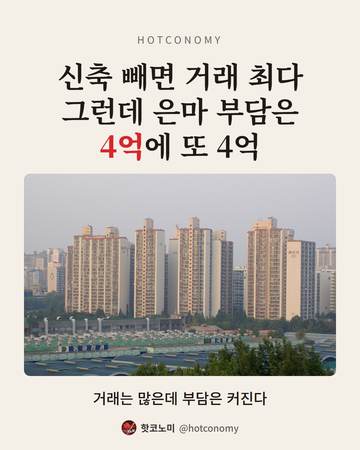 HOTCONOMY
신축 빼면 거래 최다
그런데 은마 부담은
4억에 또 4억
거래는 많은데 부담은 커진다
핫코노미 @hotconomy